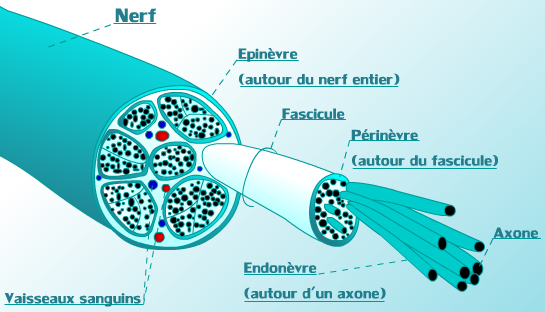 Nerf
Epinèvre
(autour du nerf entier)
Fascicule
Périnèvre
(autour du fascicule)
Axone
Endonèvre
(autour d'un axone)
Vaisseaux sanguins